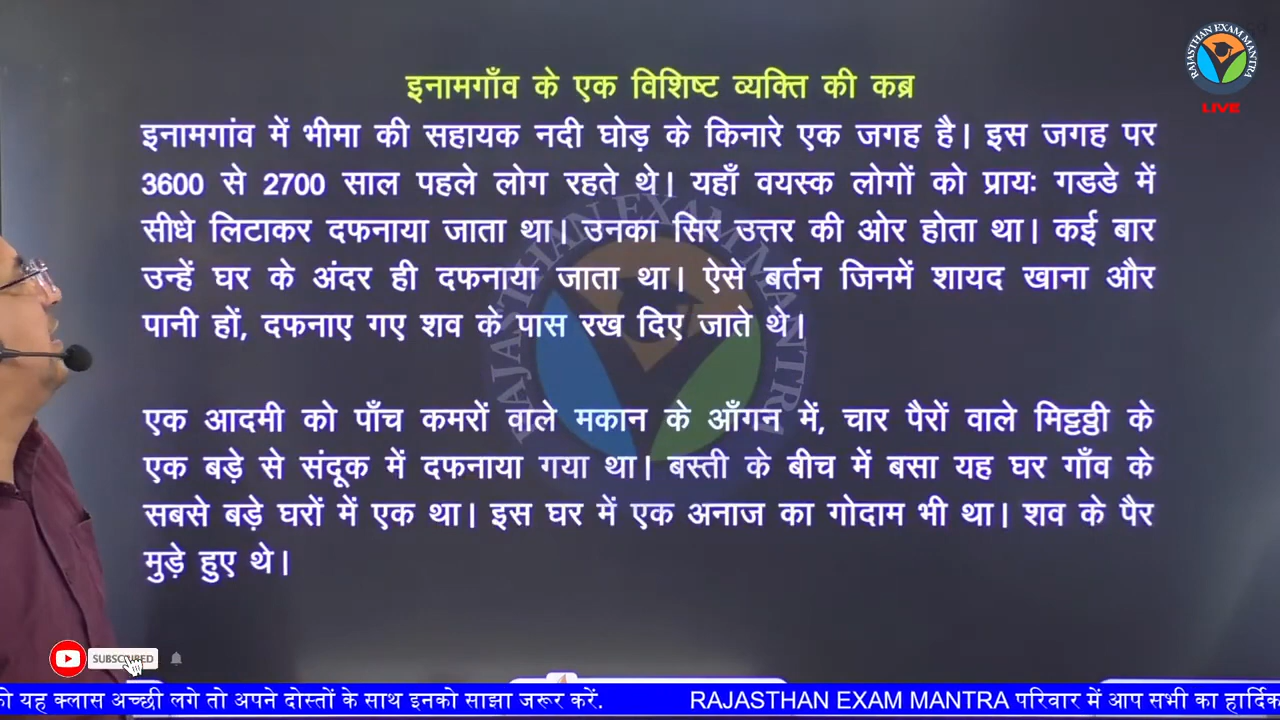 RAJASTHAN EXAM MANTRA
LIVE
इनामगाँव के एक विशिष्ट व्यक्ति की कब्र
इनामगांव में भीमा की सहायक नदी घोड़ के किनारे एक जगह है। इस जगह पर
3600 से 2700 साल पहले लोग रहते थे। यहाँ वयस्क लोगों को प्रायः गडडे में
सीधे लिटाकर दफनाया जाता था। उनका सिर उत्तर की ओर होता था। कई बार
उन्हें घर के अंदर ही दफनाया जाता था। ऐसे बर्तन जिनमें शायद खाना और
पानी हों, दफनाए गए शव के पास रख दिए जाते थे।
RAJASTHAN EXAM MANTRA
एक आदमी को पाँच कमरों वाले मकान के आँगन में, चार पैरों वाले मिट्टठ्ठी के
एक बड़े से संदूक में दफनाया गया था। बस्ती के बीच में बसा यह घर गाँव के
सबसे बड़े घरों में एक था। इस घर में एक अनाज का गोदाम भी था। शव के पैर
मुड़े हुए थे।
SUBSCRIBED
को यह क्लास अच्छी लगे तो अपने दोस्तों के साथ इनको साझा जरूर करें. RAJASTHAN EXAM MANTRA परिवार में आप सभी का हार्दिक